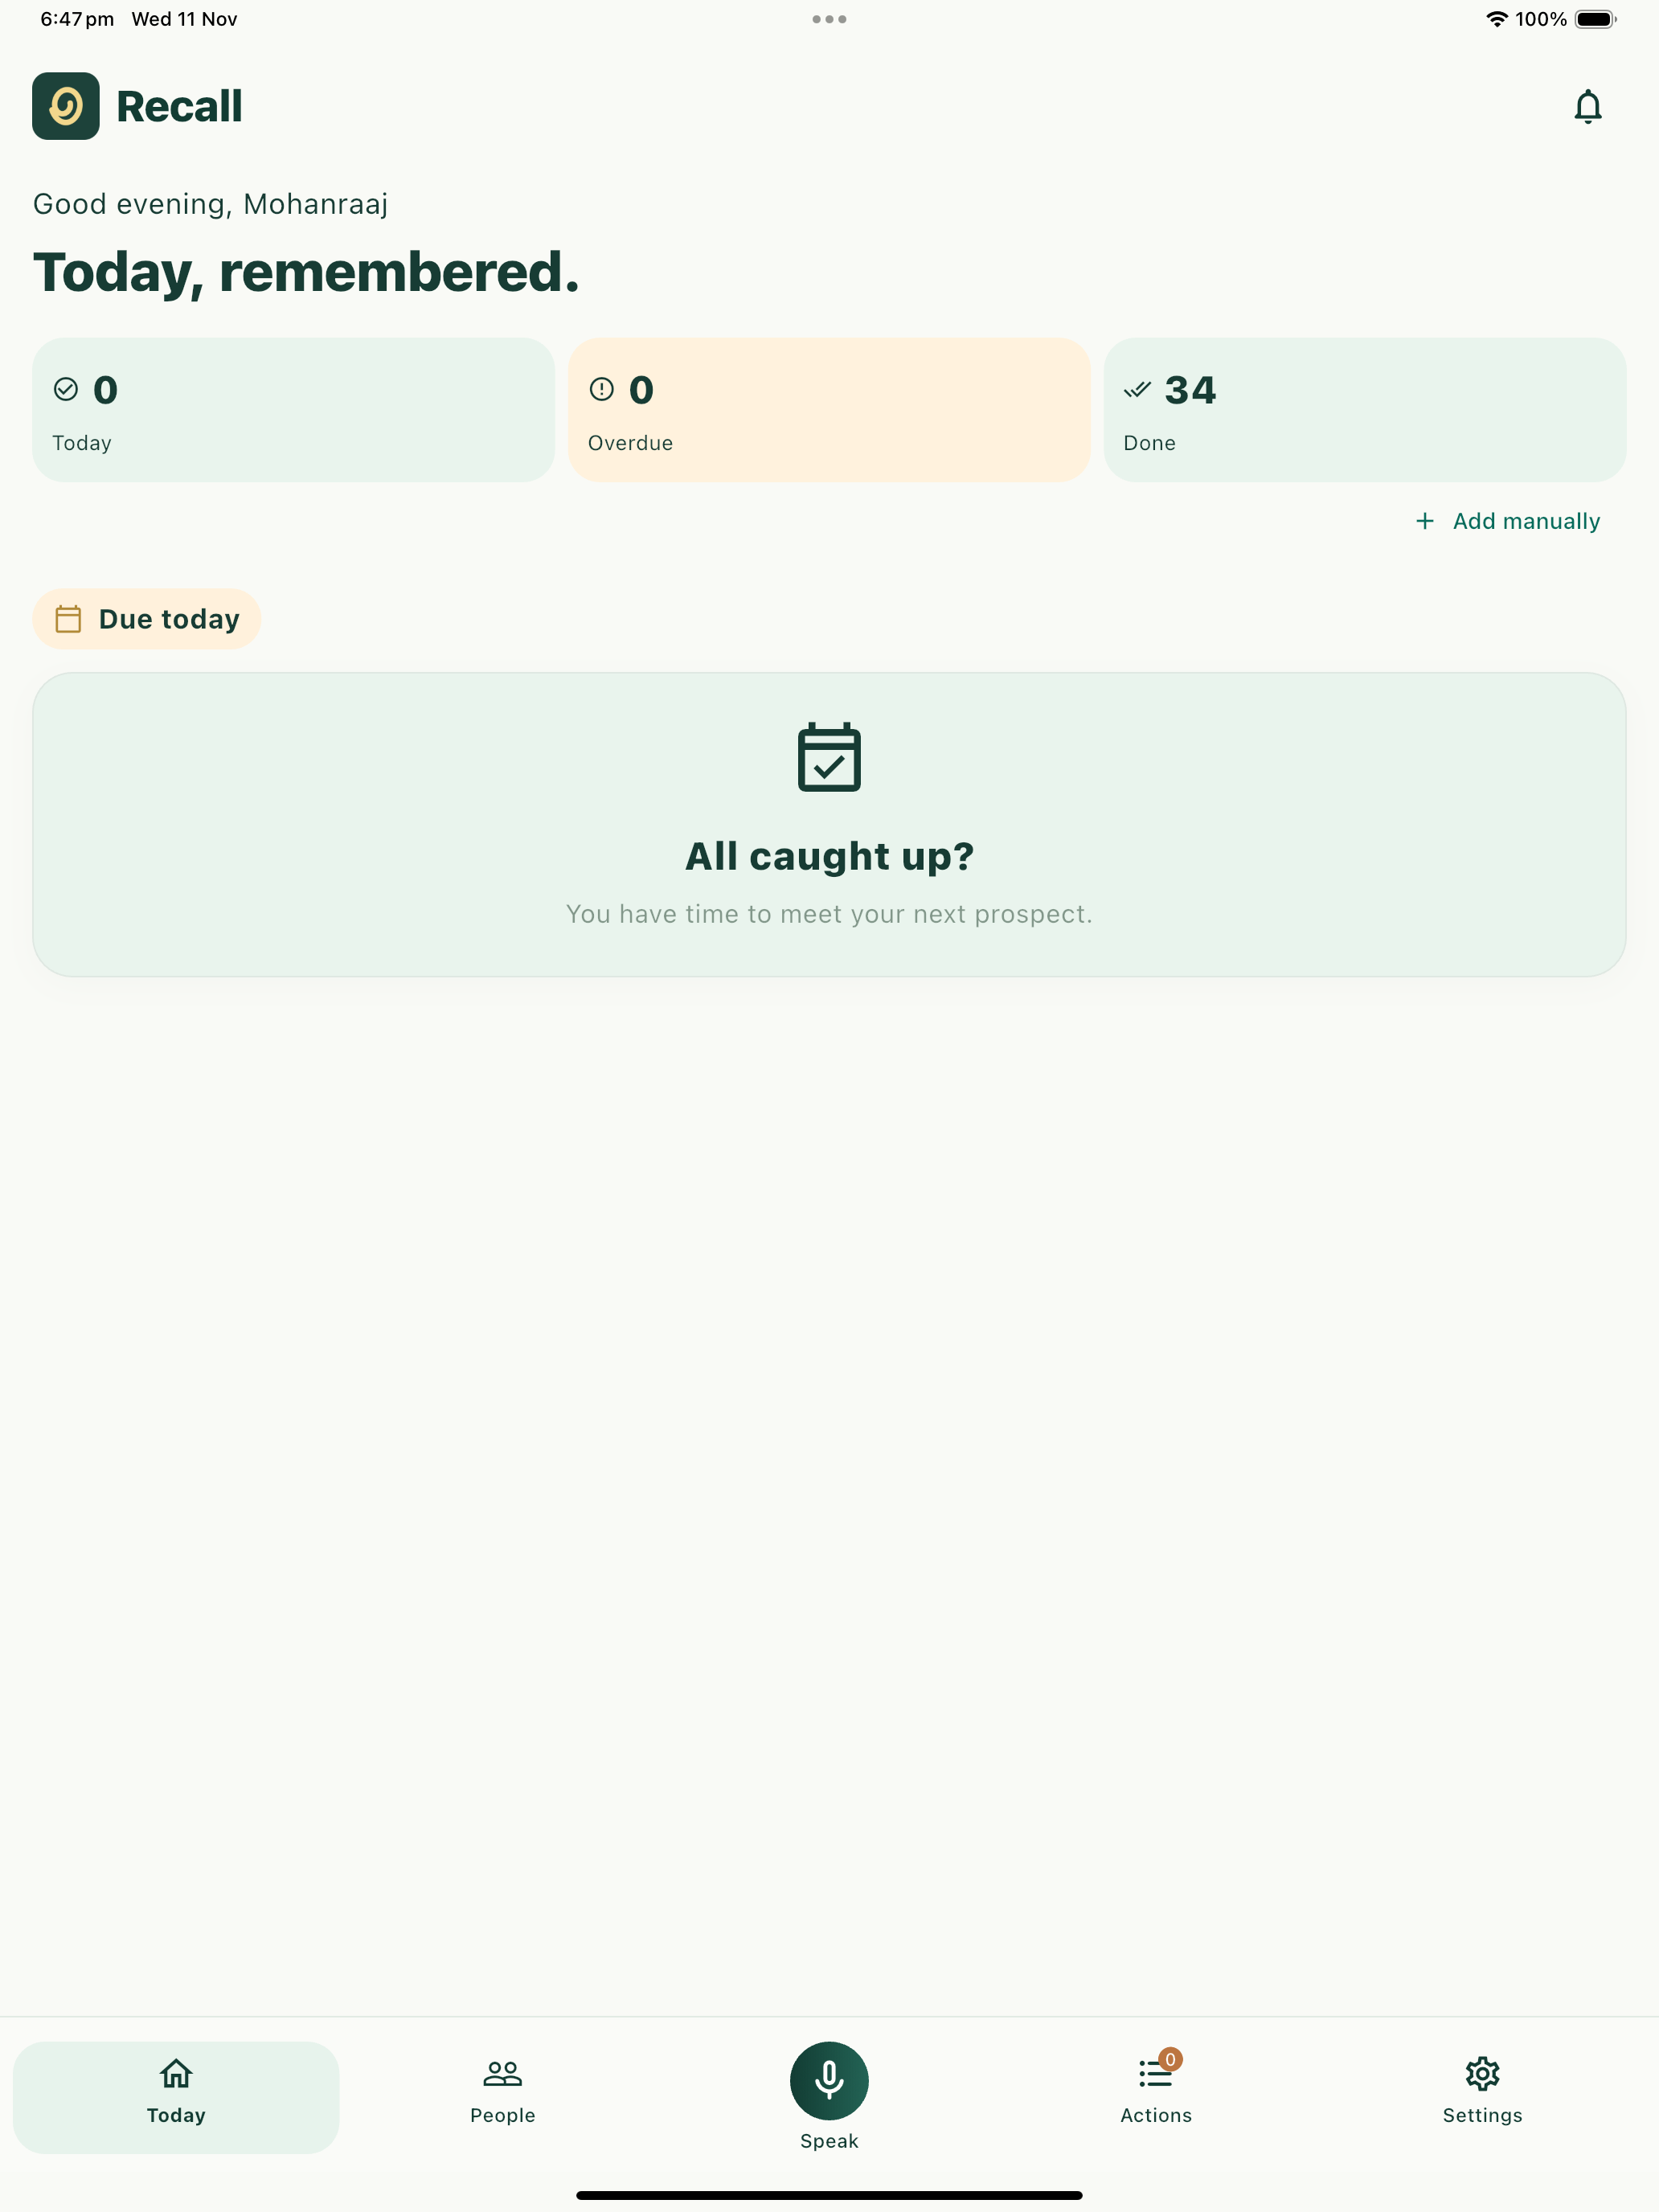 6:47 pm Wed 11 Nov
100%
Recall
Good evening, Mohanraaj
Today, remembered.
0
Today
0
Overdue
34
Done
+ Add manually
Due today
All caught up?
You have time to meet your next prospect.
Today
People
Speak
0
Actions
Settings